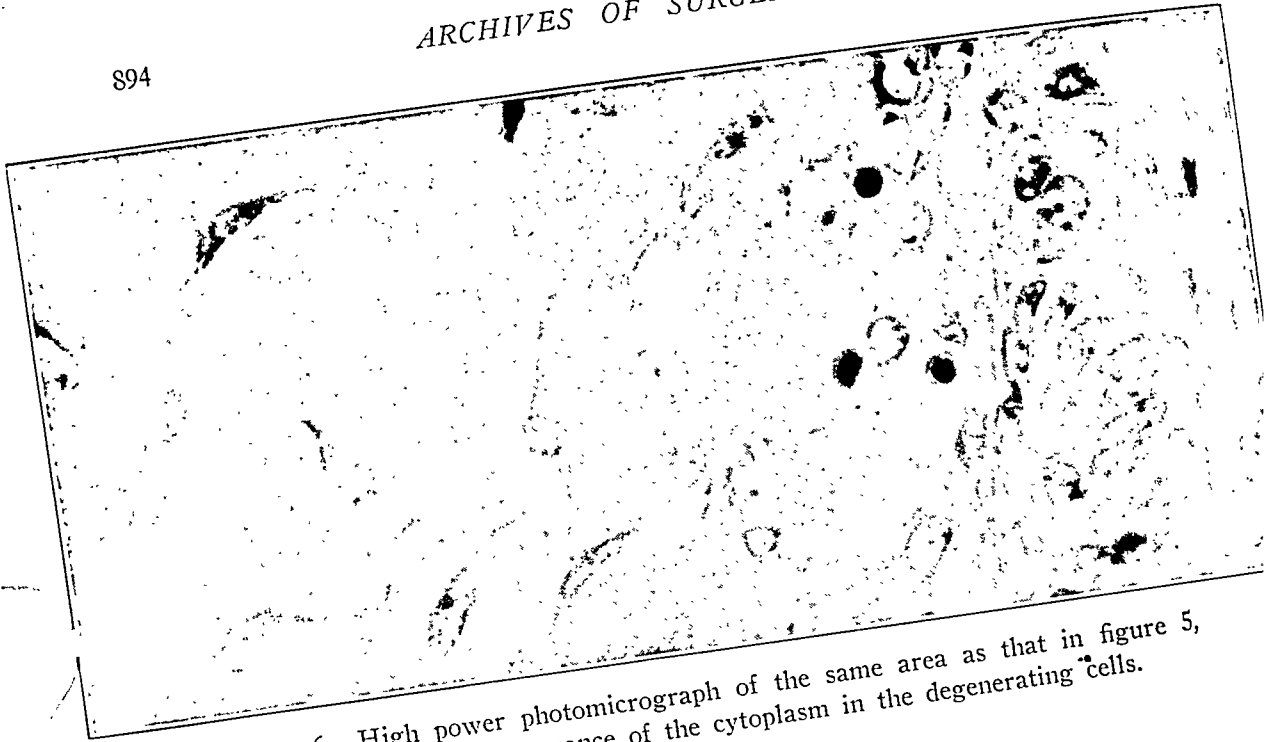 ARCHIVES OF
894
High power photomicrograph of the same area as that in figure 5,
of the cytoplasm in the degenerating cells.